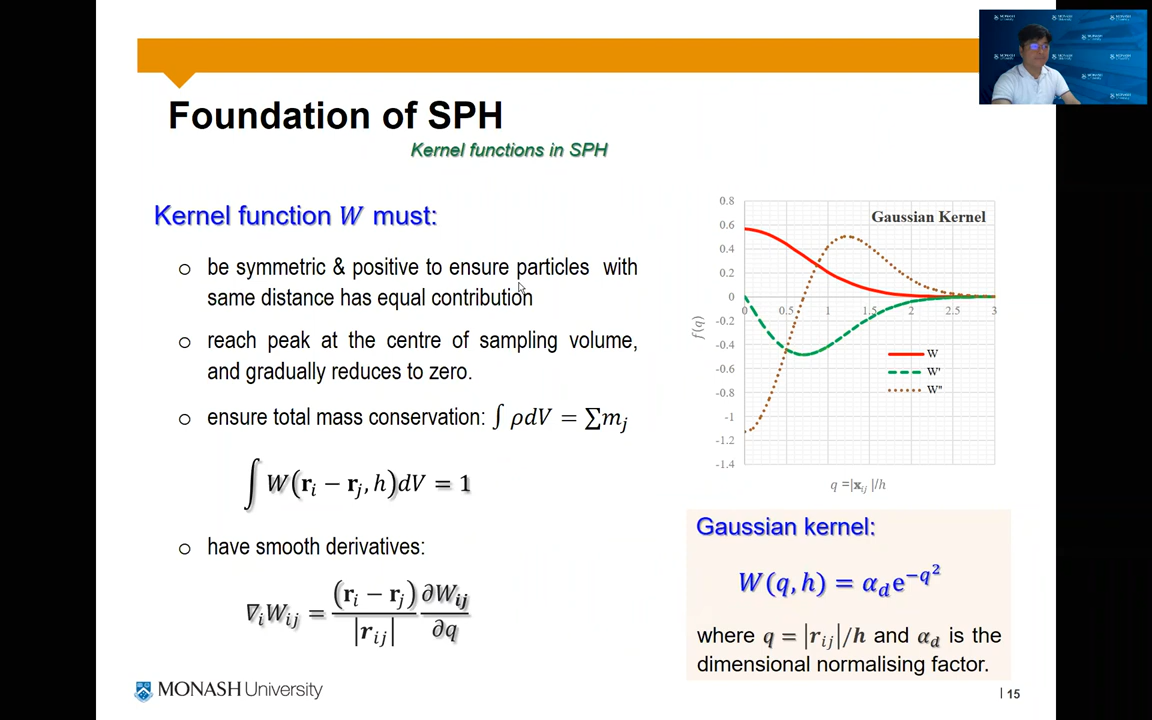 Foundation of SPH
Kernel functions in SPH
Kernel function W must:
o be symmetric & positive to ensure particles with
same distance has equal contribution
o reach peak at the centre of sampling volume,
and gradually reduces to zero.
o ensure total mass conservation: ∫ ρdV = ∑m_j
∫ W(r_i − r_j, h)dV = 1
o have smooth derivatives:
∇_i W_ij = (r_i − r_j) / |r_ij| ∂W_ij / ∂q
Gaussian Kernel
0.8
0.6
0.4
0.2
0
-0.2
-0.4
-0.6
-0.8
-1
-1.2
-1.4
0 0.5 1 1.5 2 2.5 3
f(q)
W
W'
W"
q =|x_ij |/h
Gaussian kernel:
W(q, h) = α_d e^{−q^2}
where q = |r_ij|/h and α_d is the
dimensional normalising factor.
MONASH University
| 15